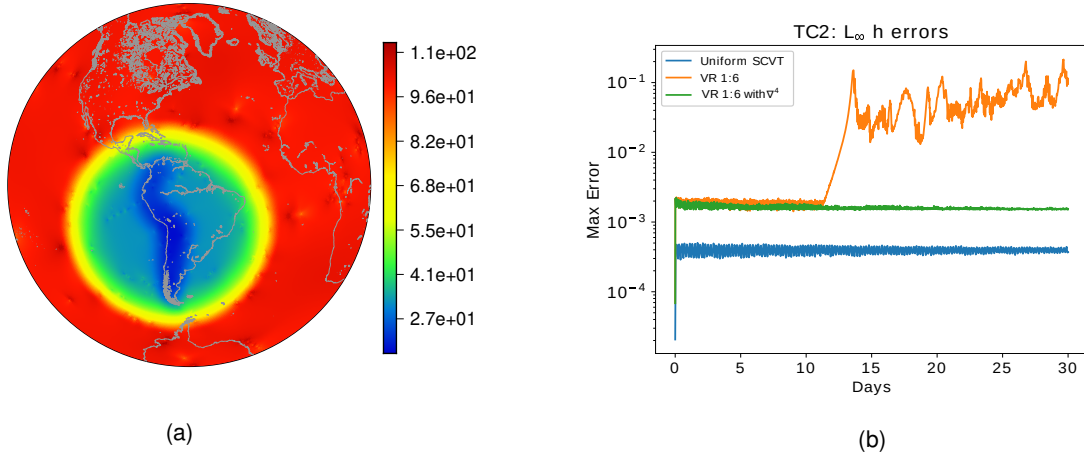 1.1e+02
9.6e+01
8.2e+01
6.8e+01
5.5e+01
4.1e+01
2.7e+01
(a)
TC2: L∞ h errors
Uniform SCVT
VR 1:6
VR 1:6 with∇⁴
10⁻¹
10⁻²
10⁻³
10⁻⁴
Max Error
0 5 10 15 20 25 30
Days
(b)